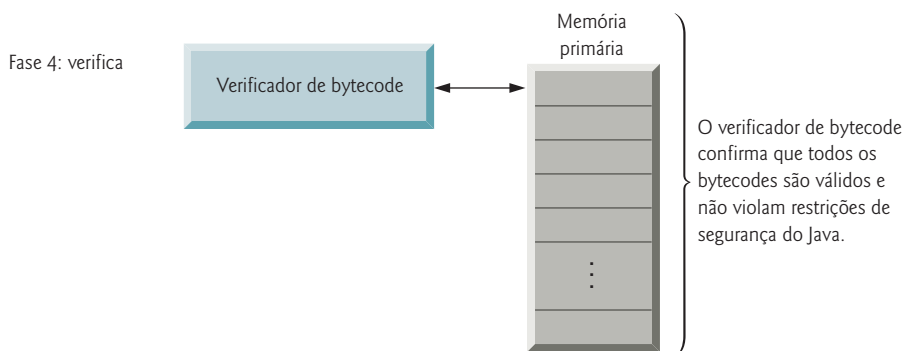 Fase 4: verifica
Verificador de bytecode
Memória
primária
O verificador de bytecode
confirma que todos os
bytecodes são válidos e
não violam restrições de
segurança do Java.